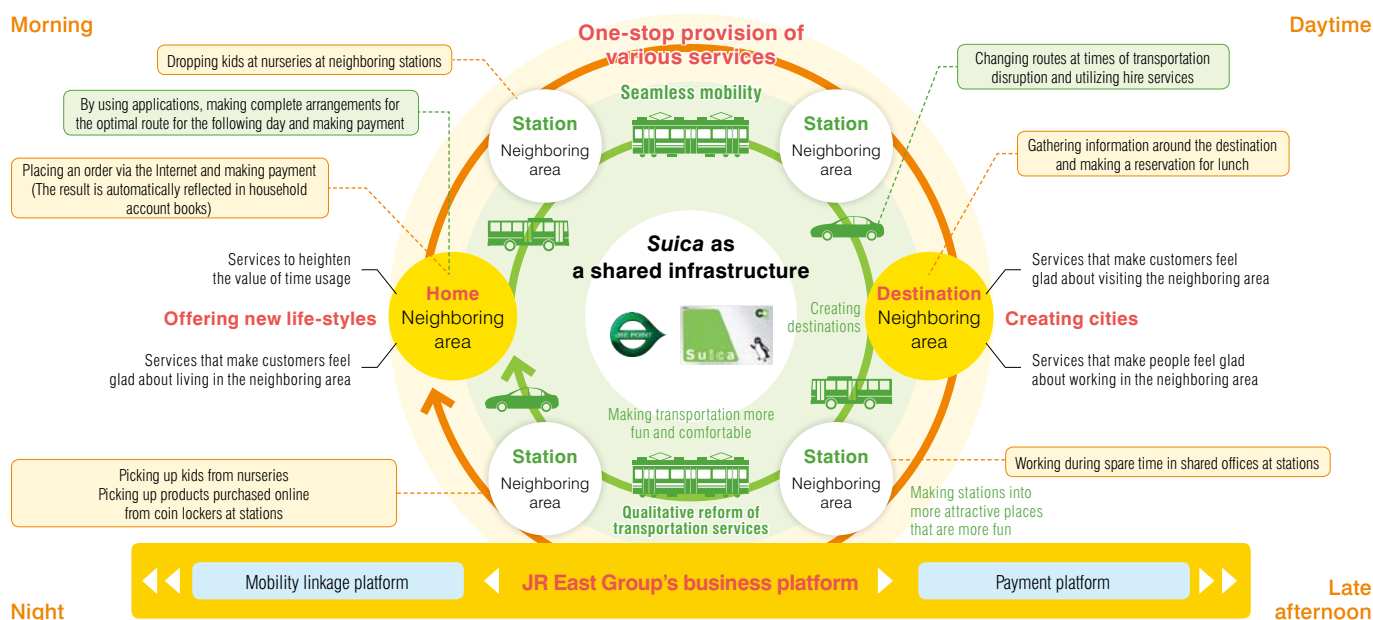 Morning
Daytime
One-stop provision of
various services
Dropping kids at nurseries at neighboring stations
Changing routes at times of transportation
disruption and utilizing hire services
By using applications, making complete arrangements for
the optimal route for the following day and making payment
Seamless mobility
Station
Neighboring
area
Station
Neighboring
area
Gathering information around the destination
and making a reservation for lunch
Placing an order via the Internet and making payment
(The result is automatically reflected in household
account books)
Suica as
a shared infrastructure
Services to heighten
the value of time usage
Services that make customers feel
glad about visiting the neighboring area
Home
Neighboring
area
Destination
Neighboring
area
Offering new life-styles
Creating
destinations
Creating cities
JRE POINT
Suica
Services that make customers feel
glad about living in the neighboring area
Services that make people feel glad
about working in the neighboring area
Making transportation more
fun and comfortable
Station
Neighboring
area
Station
Neighboring
area
Picking up kids from nurseries
Picking up products purchased online
from coin lockers at stations
Working during spare time in shared offices at stations
Qualitative reform of
transportation services
Making stations into
more attractive places
that are more fun
Mobility linkage platform
JR East Group's business platform
Payment platform
Night
Late
afternoon